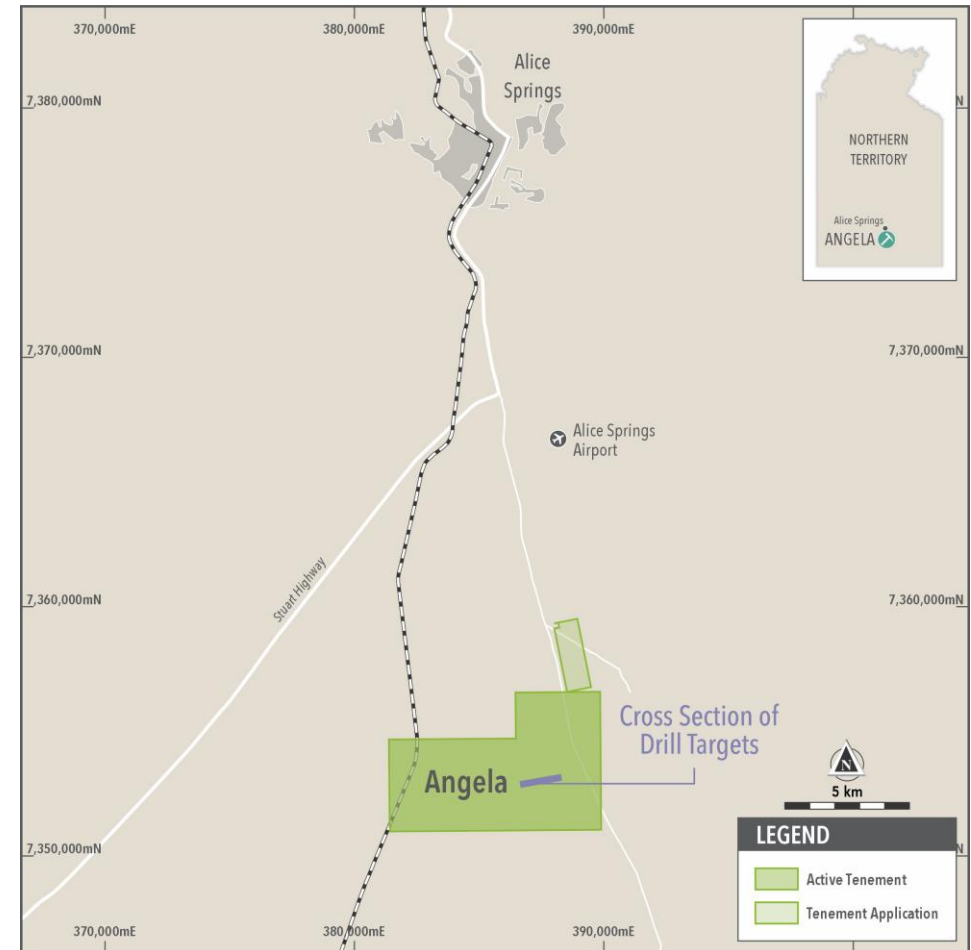 370,000mE
380,000mE
390,000mE
7,380,000mN
N
Alice
Springs
NORTHERN
TERRITORY
Alice Springs
ANGELA
7,370,000mN
7,370,000mN
Alice Springs
Airport
Stuart Highway
7,360,000mN
7,360,000mN
Cross Section of
Drill Targets
Angela
N
5 km
7,350,000mN
N
LEGEND
Active Tenement
Tenement Application
370,000mE
380,000mE
390,000mE